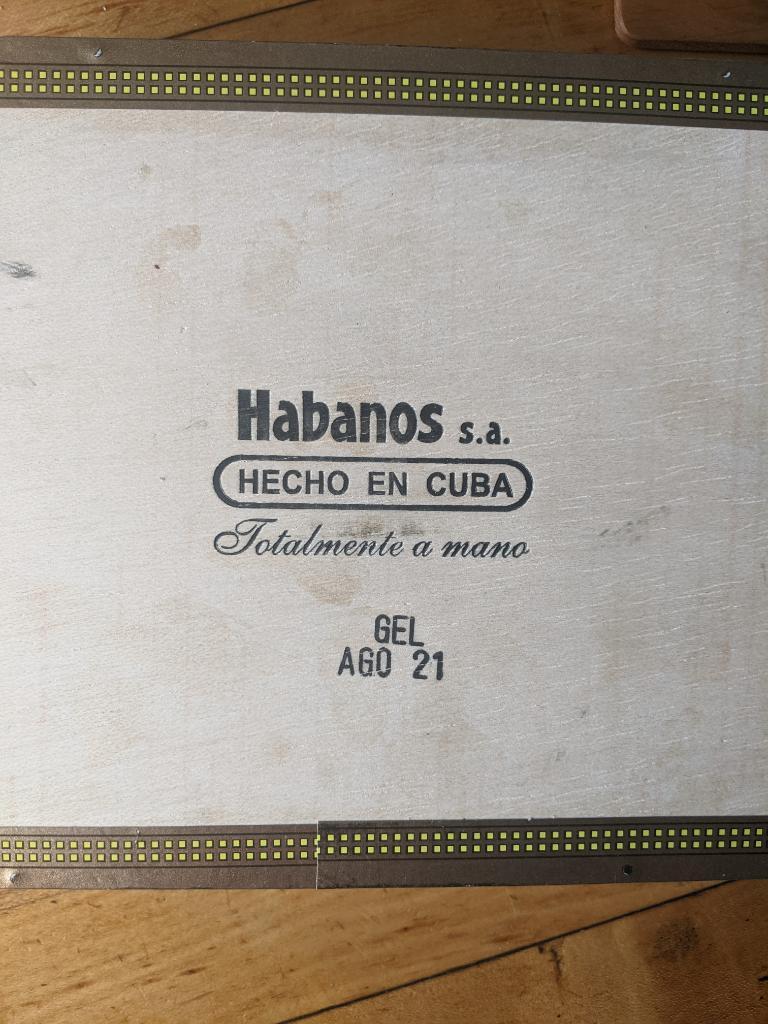 Habanos s.a.
HECHO EN CUBA
Totalmente a mano
GEL
AGO 21